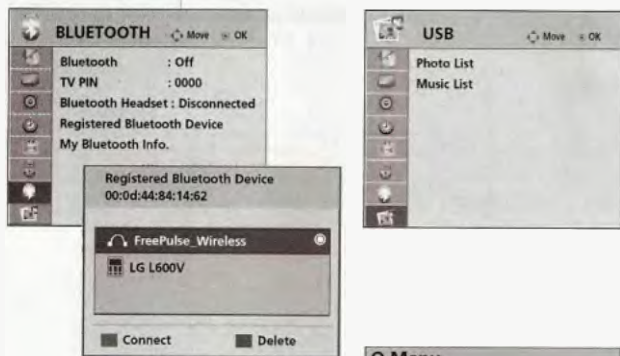 BLUETOOTH Move OK
Bluetooth : Off
TV PIN : 0000
Bluetooth Headset : Disconnected
Registered Bluetooth Device
My Bluetooth Info.
Registered Bluetooth Device
00:0d:44:84:14:62
FreePulse_Wireless
LG L600V
Connect Delete
USB Move OK
Photo List
Music List